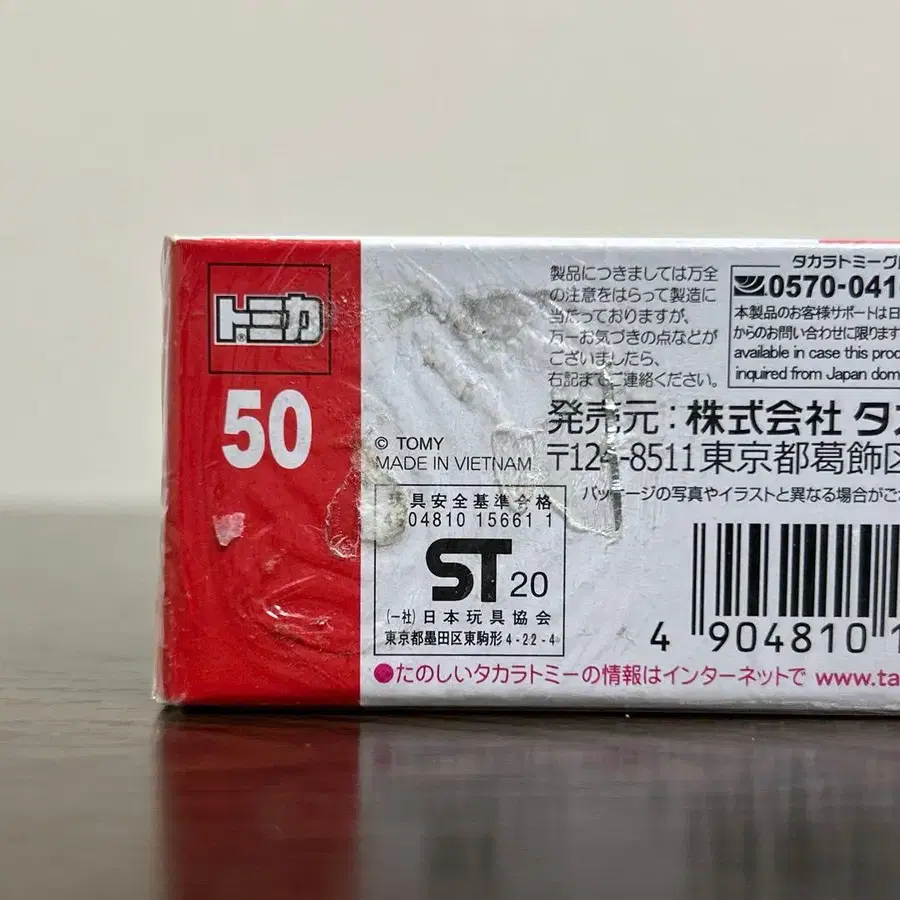 トミカ
50
© TOMY
MADE IN VIETNAM
具安全基準合格
04810 15661 1
ST 20
(一社)日本玩具協会
東京都墨田区東駒形4-22-4
製品につきましては万全
の注意をはらって製造に
当たっておりますが、
万一お気づきの点などが
ございましたら、
右記までご連絡ください。
タカラトミーグル
0570-041
本製品のお客様サポートは日
からのお問い合わせに限ります
available in case this prod
inquired from Japan dom
発売元:株式会社 タカ
〒124-8511東京都葛飾区
パッケージの写真やイラストと異なる場合がござ
4 904810 1
●たのしいタカラトミーの情報はインターネットで www.ta